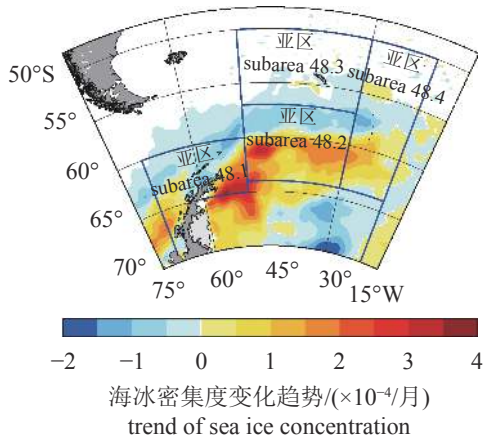 亚区
subarea 48.3
亚区
subarea 48.4
亚区
subarea 48.2
亚区
subarea 48.1
50°S
55°
60°
65°
70°
75°
60°
45°
30°
15°W
−2 −1 0 1 2 3 4
海冰密集度变化趋势/(×10⁻⁴/月)
trend of sea ice concentration